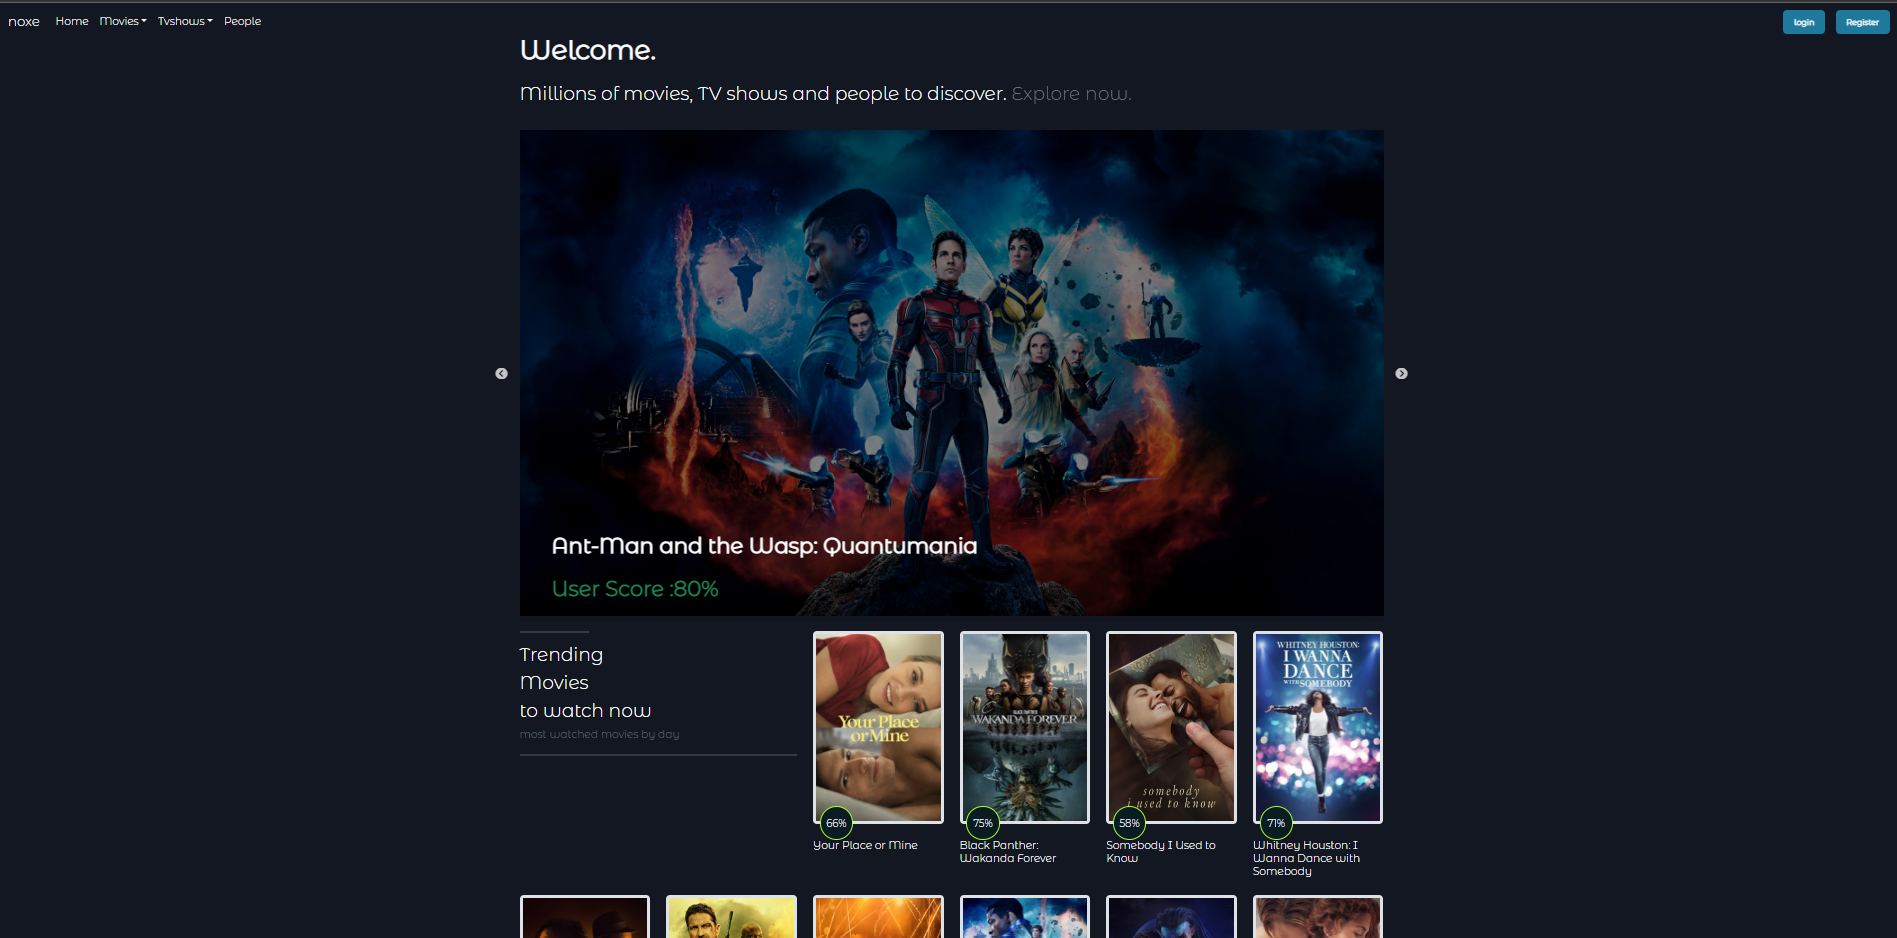 noxe Home Movies Tvshows People login Register
Welcome.
Millions of movies, TV shows and people to discover. Explore now.
Ant-Man and the Wasp: Quantumania
User Score :80%
Trending
Movies
to watch now
most watched movies by day
Your Place
or Mine
66%
Your Place or Mine
WAKANDA FOREVER
75%
Black Panther:
Wakanda Forever
somebody
i used to know
58%
Somebody I Used to
Know
WHITNEY HOUSTON:
I WANNA
DANCE
WITH SOMEBODY
71%
Whitney Houston: I
Wanna Dance with
Somebody